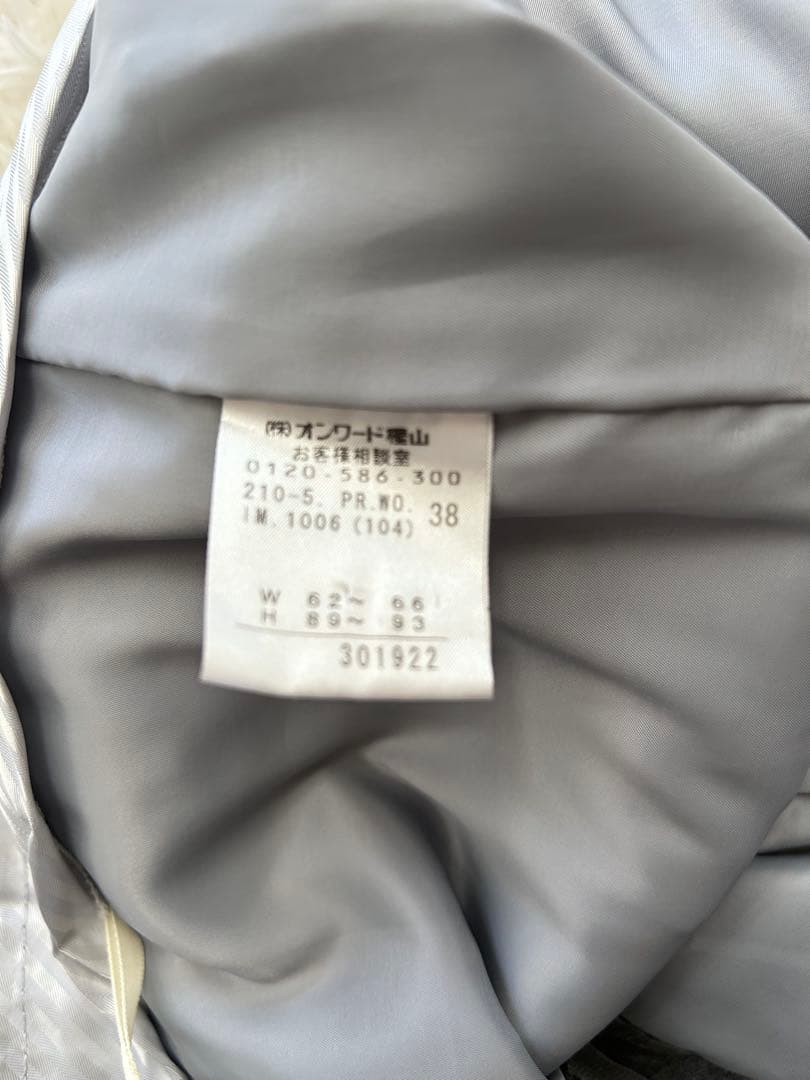 (株)オンワード樫山
お客様相談室
0120-586-300
210-5. PR.WO. 38
IM.1006 (104)
W 62〜 66
H 89〜 93
301922